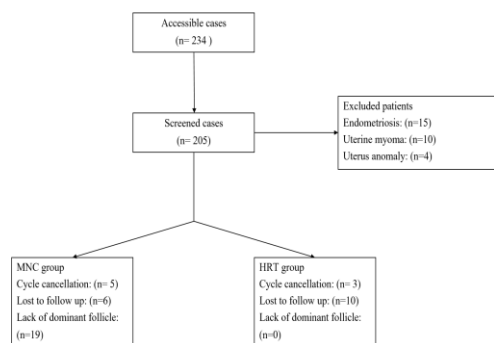 Accessible cases
(n= 234 )
Screened cases
(n= 205)
Excluded patients
Endometriosis: (n=15)
Uterine myoma: (n=10)
Uterus anomaly: (n=4)
MNC group
Cycle cancellation: (n= 5)
Lost to follow up: (n=6)
Lack of dominant follicle:
(n=19)
HRT group
Cycle cancellation: (n= 3)
Lost to follow up: (n=10)
Lack of dominant follicle:
(n=0)